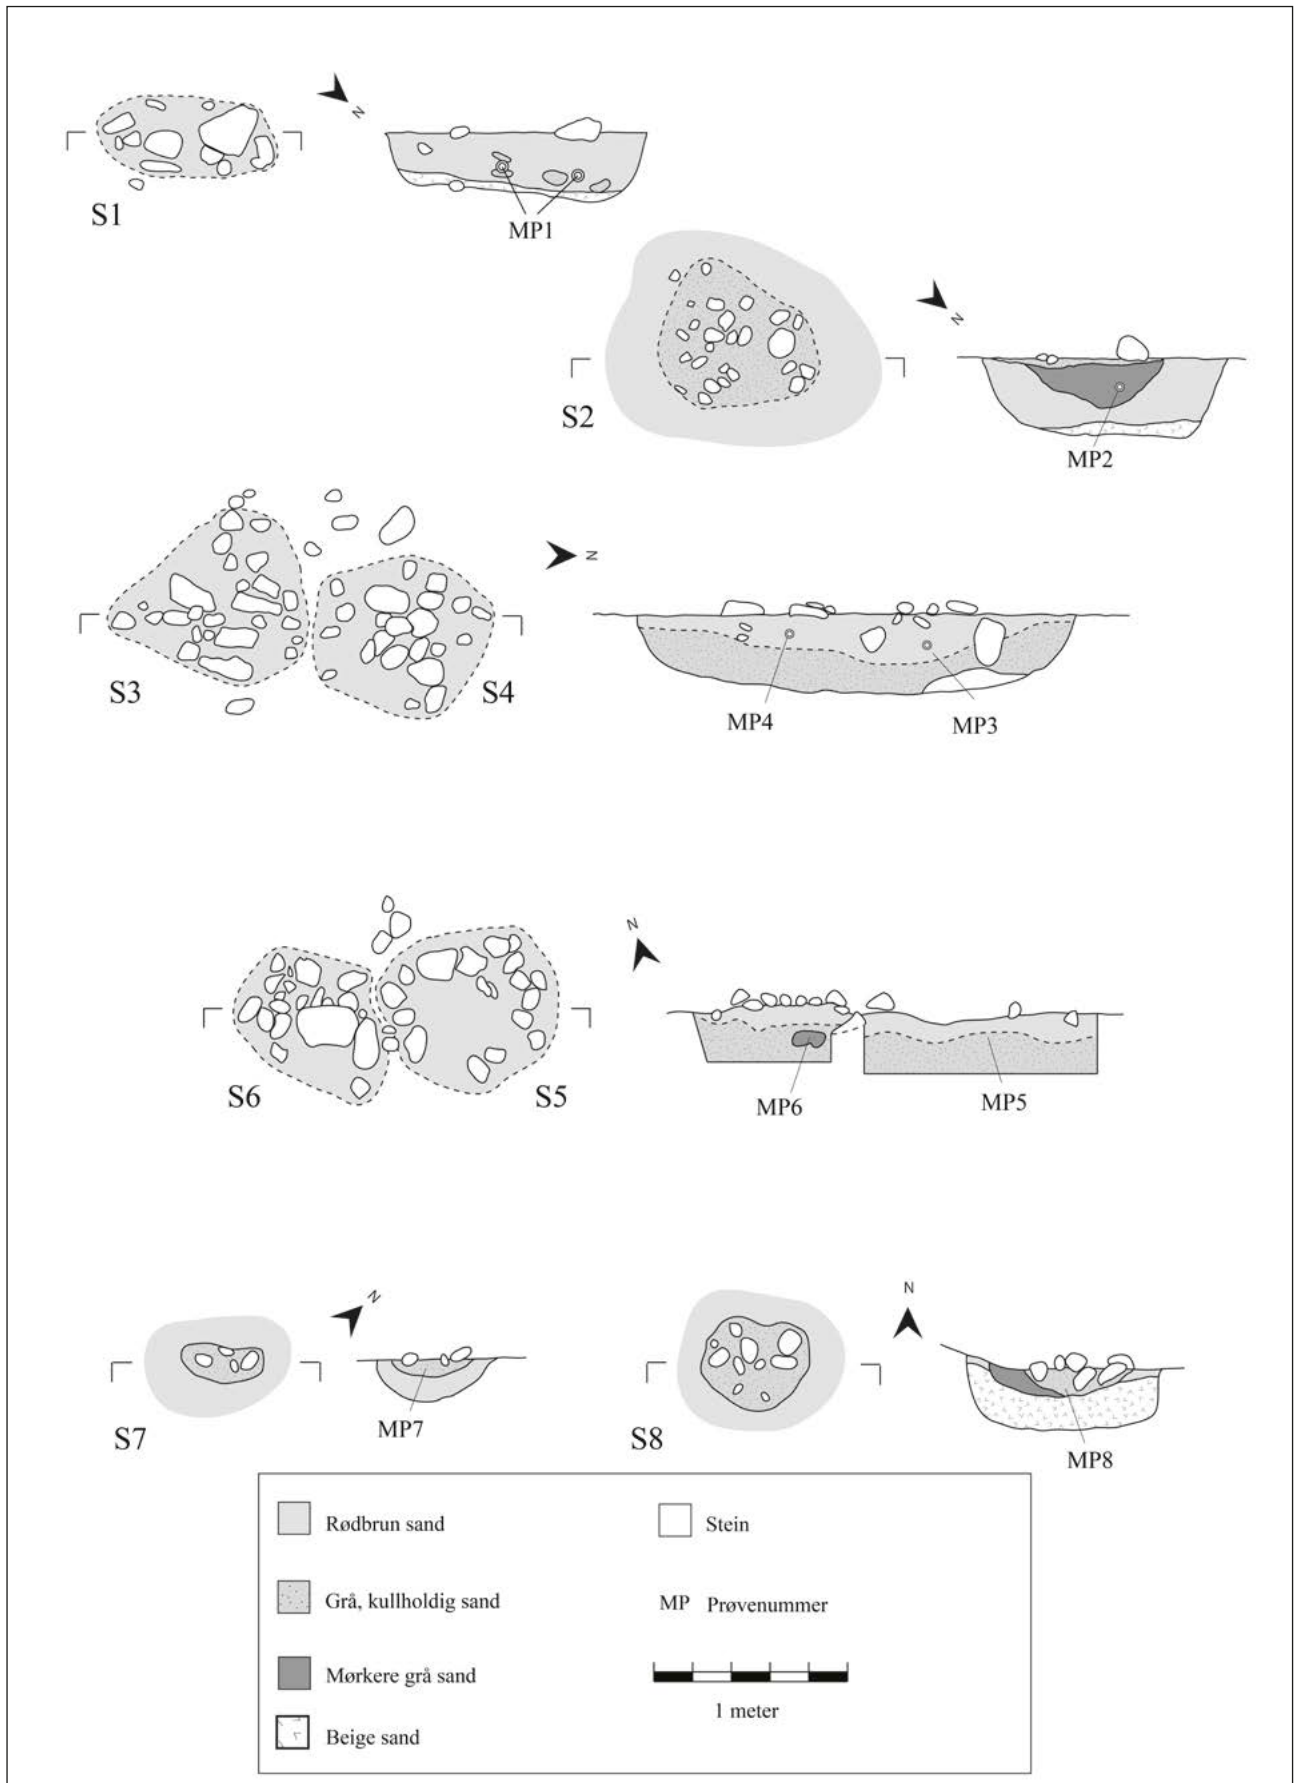 N
S1
MP1
N
S2
MP2
N
S3
S4
MP4
MP3
N
S6
S5
MP6
MP5
N
S7
MP7
N
S8
MP8
Rødbrun sand
Stein
Grå, kullholdig sand
MP Prøvenummer
Mørkere grå sand
1 meter
Beige sand